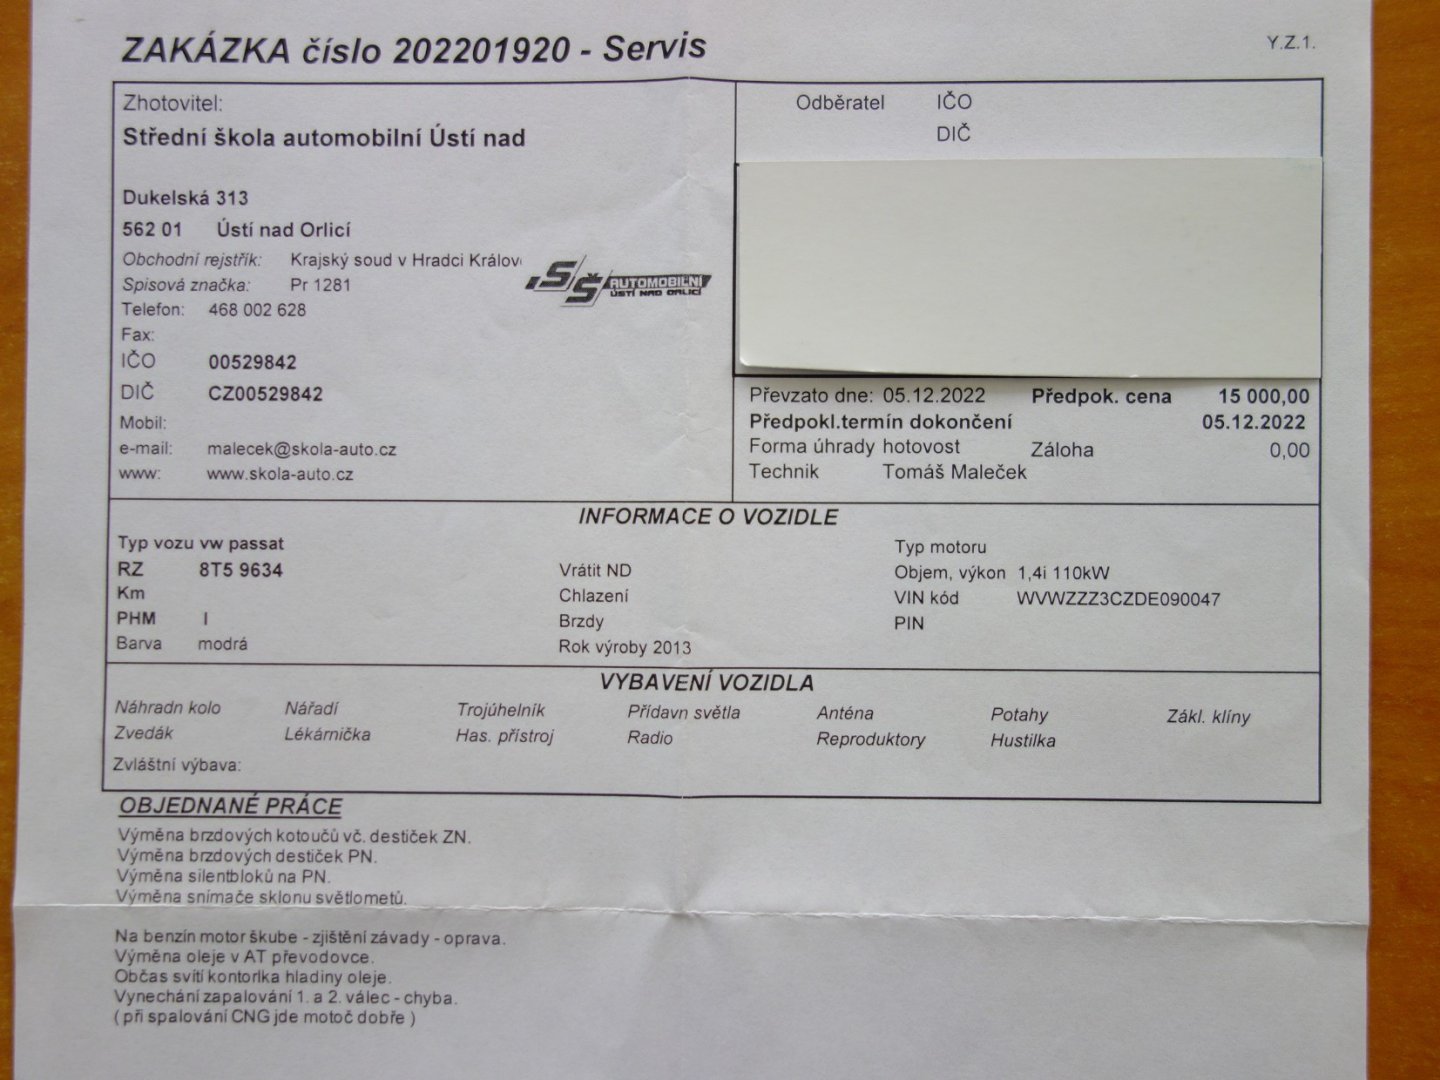 ZAKÁZKA číslo 202201920 - Servis
Y.Z.1.
Zhotovitel:
Střední škola automobilní Ústí nad
Dukelská 313
562 01 Ústí nad Orlicí
Obchodní rejstřík: Krajský soud v Hradci Králov
Spisová značka: Pr 1281
Telefon: 468 002 628
Fax:
IČO 00529842
DIČ CZ00529842
Mobil:
e-mail: malecek@skola-auto.cz
www: www.skola-auto.cz
SŠ AUTOMOBILNÍ
ÚSTÍ NAD ORLICÍ
Odběratel IČO
DIČ
Převzato dne: 05.12.2022 Předpok. cena 15 000,00
Předpokl.termín dokončení 05.12.2022
Forma úhrady hotovost Záloha 0,00
Technik Tomáš Maleček
INFORMACE O VOZIDLE
Typ vozu vw passat
RZ 8T5 9634
Km
PHM I
Barva modrá
Vrátit ND
Chlazení
Brzdy
Rok výroby 2013
Typ motoru
Objem, výkon 1,4i 110kW
VIN kód WVWZZZ3CZDE090047
PIN
VYBAVENÍ VOZIDLA
Náhradn kolo Nářadí Trojúhelník Přídavn světla Anténa Potahy Zákl. klíny
Zvedák Lékárnička Has. přístroj Radio Reproduktory Hustilka
Zvláštní výbava:
OBJEDNANÉ PRÁCE
Výměna brzdových kotoučů vč. destiček ZN.
Výměna brzdových destiček PN.
Výměna silentbloků na PN.
Výměna snímače sklonu světlometů.
Na benzín motor škube - zjištění závady - oprava.
Výměna oleje v AT převodovce.
Občas svítí kontorlka hladiny oleje.
Vynechání zapalování 1. a 2. válec - chyba.
( při spalování CNG jde motoč dobře )